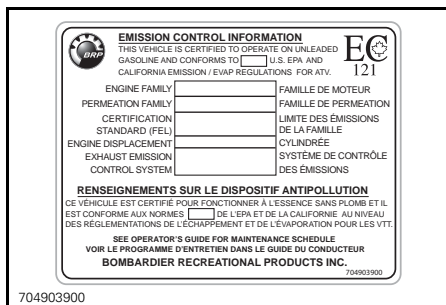 EMISSION CONTROL INFORMATION
THIS VEHICLE IS CERTIFIED TO OPERATE ON UNLEADED
GASOLINE AND CONFORMS TO U.S. EPA AND
CALIFORNIA EMISSION / EVAP REGULATIONS FOR ATV.
BRP
EC
121
ENGINE FAMILY FAMILLE DE MOTEUR
PERMEATION FAMILY FAMILLE DE PERMEATION
CERTIFICATION LIMITE DES ÉMISSIONS
STANDARD (FEL) DE LA FAMILLE
ENGINE DISPLACEMENT CYLINDRÉE
EXHAUST EMISSION SYSTÈME DE CONTRÔLE
CONTROL SYSTEM DES ÉMISSIONS
RENSEIGNEMENTS SUR LE DISPOSITIF ANTIPOLLUTION
CE VÉHICULE EST CERTIFIÉ POUR FONCTIONNER À L'ESSENCE SANS PLOMB ET IL
EST CONFORME AUX NORMES DE L'EPA ET DE LA CALIFORNIE AU NIVEAU
DES RÉGLEMENTATIONS DE L'ÉCHAPPEMENT ET DE L'ÉVAPORATION POUR LES VTT.
SEE OPERATOR'S GUIDE FOR MAINTENANCE SCHEDULE
VOIR LE PROGRAMME D'ENTRETIEN DANS LE GUIDE DU CONDUCTEUR
BOMBARDIER RECREATIONAL PRODUCTS INC.
704903900
704903900